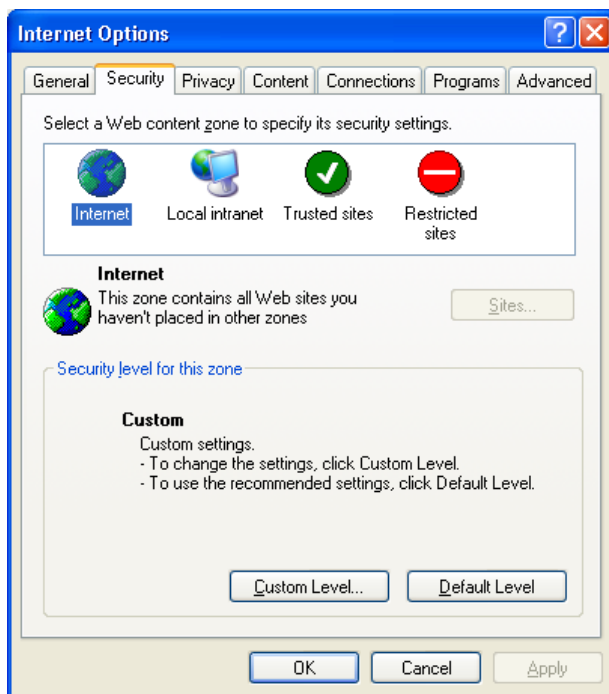 Internet Options
General Security Privacy Content Connections Programs Advanced
Select a Web content zone to specify its security settings.
Internet Local intranet Trusted sites Restricted
sites
Internet
This zone contains all Web sites you
haven't placed in other zones
Sites...
Security level for this zone
Custom
Custom settings.
- To change the settings, click Custom Level.
- To use the recommended settings, click Default Level.
Custom Level... Default Level
OK Cancel Apply